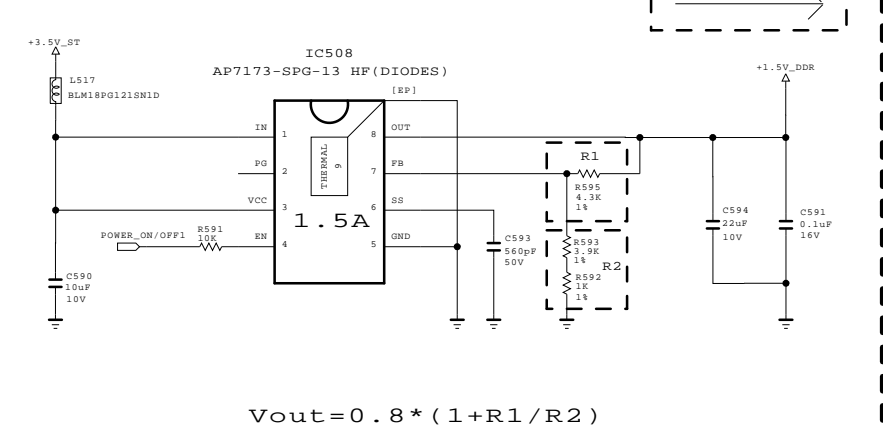 +3.5V_ST
IC508
AP7173-SPG-13 HF(DIODES)
+1.5V_DDR
L517
BLM18PG121SN1D
[EP]
IN
1
8
OUT
R1
PG
2
THERMAL
9
7
FB
R595
4.3K
1%
VCC
3
1.5A
6
SS
POWER_ON/OFF1
R591
10K
EN
4
5
GND
C593
560pF
50V
R593
3.9K
1%
R2
R592
1K
1%
C594
22uF
10V
C591
0.1uF
16V
C590
10uF
10V
Vout=0.8*(1+R1/R2)